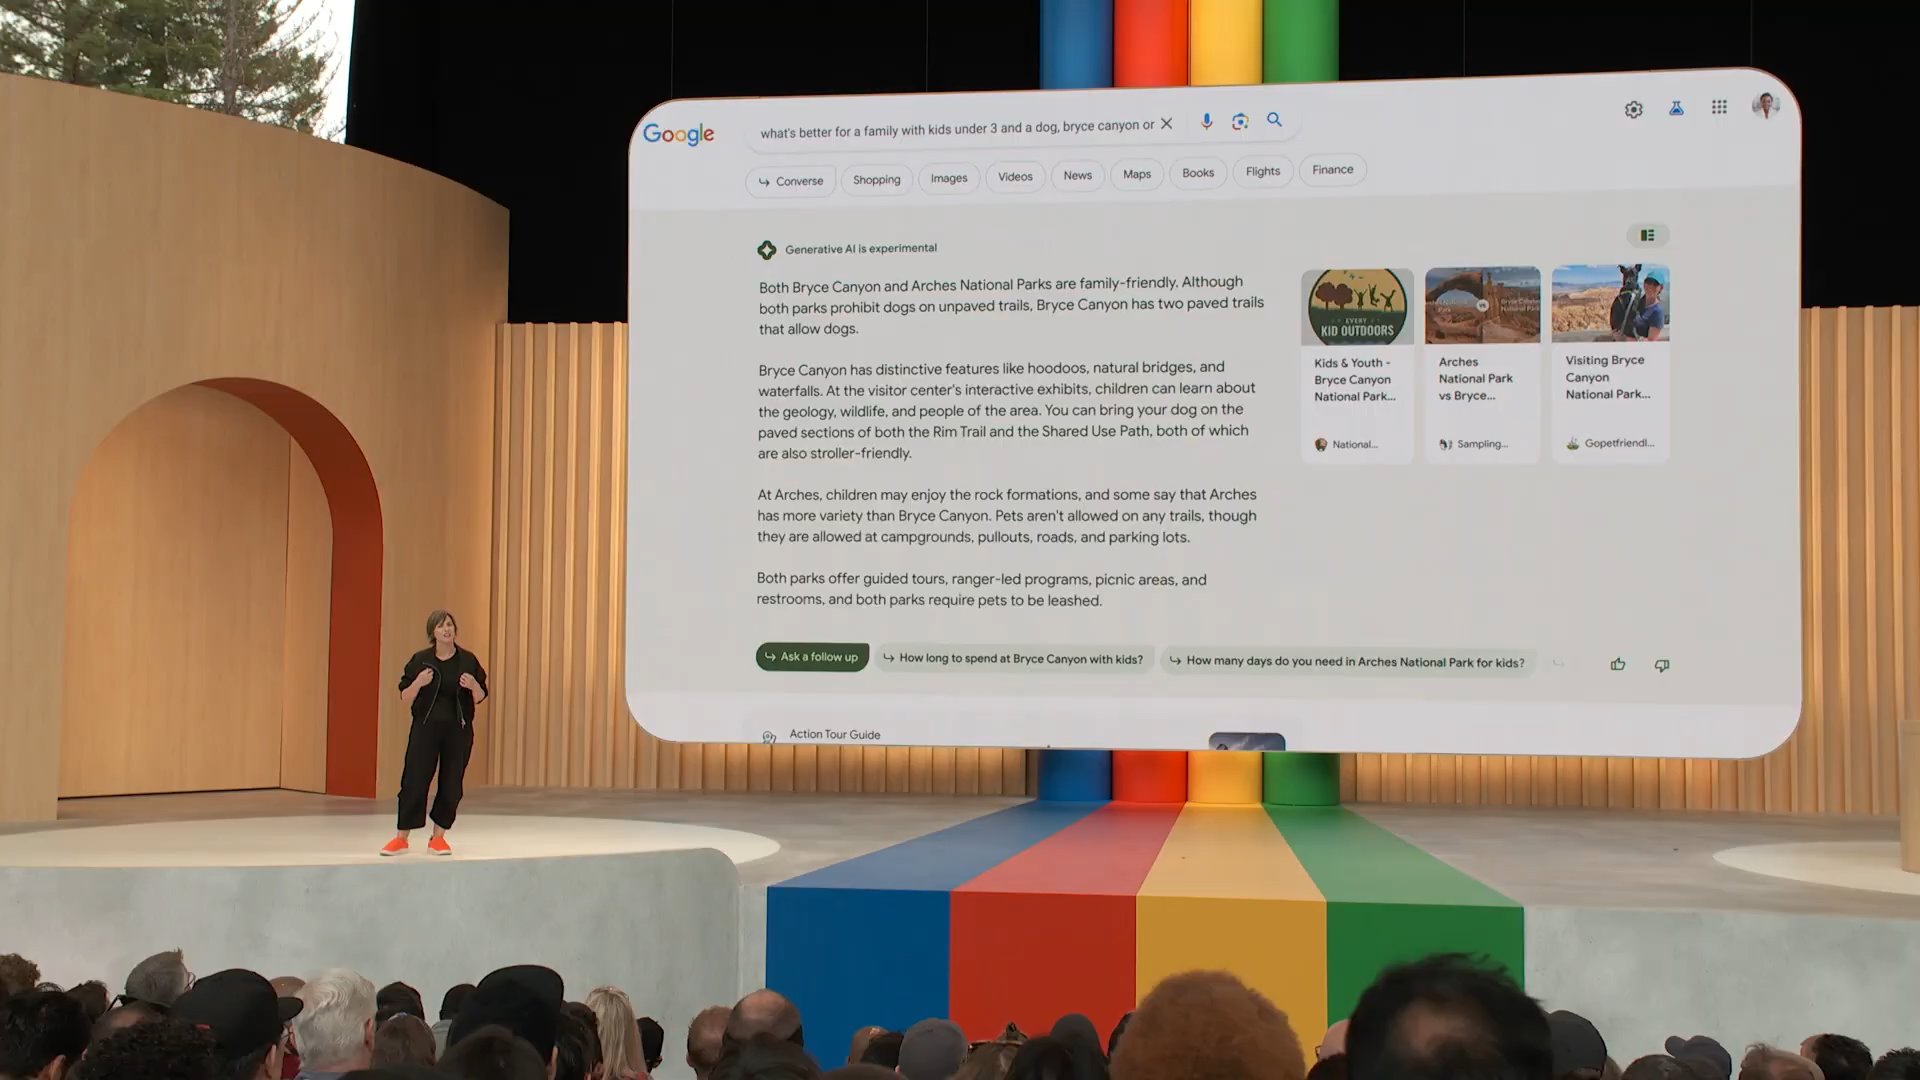 Google
what's better for a family with kids under 3 and a dog, bryce canyon or
Converse
Shopping
Images
Videos
News
Maps
Books
Flights
Finance
Generative AI is experimental
Both Bryce Canyon and Arches National Parks are family-friendly. Although
both parks prohibit dogs on unpaved trails, Bryce Canyon has two paved trails
that allow dogs.
Bryce Canyon has distinctive features like hoodoos, natural bridges, and
waterfalls. At the visitor center's interactive exhibits, children can learn about
the geology, wildlife, and people of the area. You can bring your dog on the
paved sections of both the Rim Trail and the Shared Use Path, both of which
are also stroller-friendly.
At Arches, children may enjoy the rock formations, and some say that Arches
has more variety than Bryce Canyon. Pets aren't allowed on any trails, though
they are allowed at campgrounds, pullouts, roads, and parking lots.
Both parks offer guided tours, ranger-led programs, picnic areas, and
restrooms, and both parks require pets to be leashed.
EVERY
KID OUTDOORS
Kids & Youth -
Bryce Canyon
National Park...
National...
Arches
National Park
vs Bryce...
Sampling...
Visiting Bryce
Canyon
National Park...
Gopetfriendl...
Ask a follow up
How long to spend at Bryce Canyon with kids?
How many days do you need in Arches National Park for kids?
Action Tour Guide